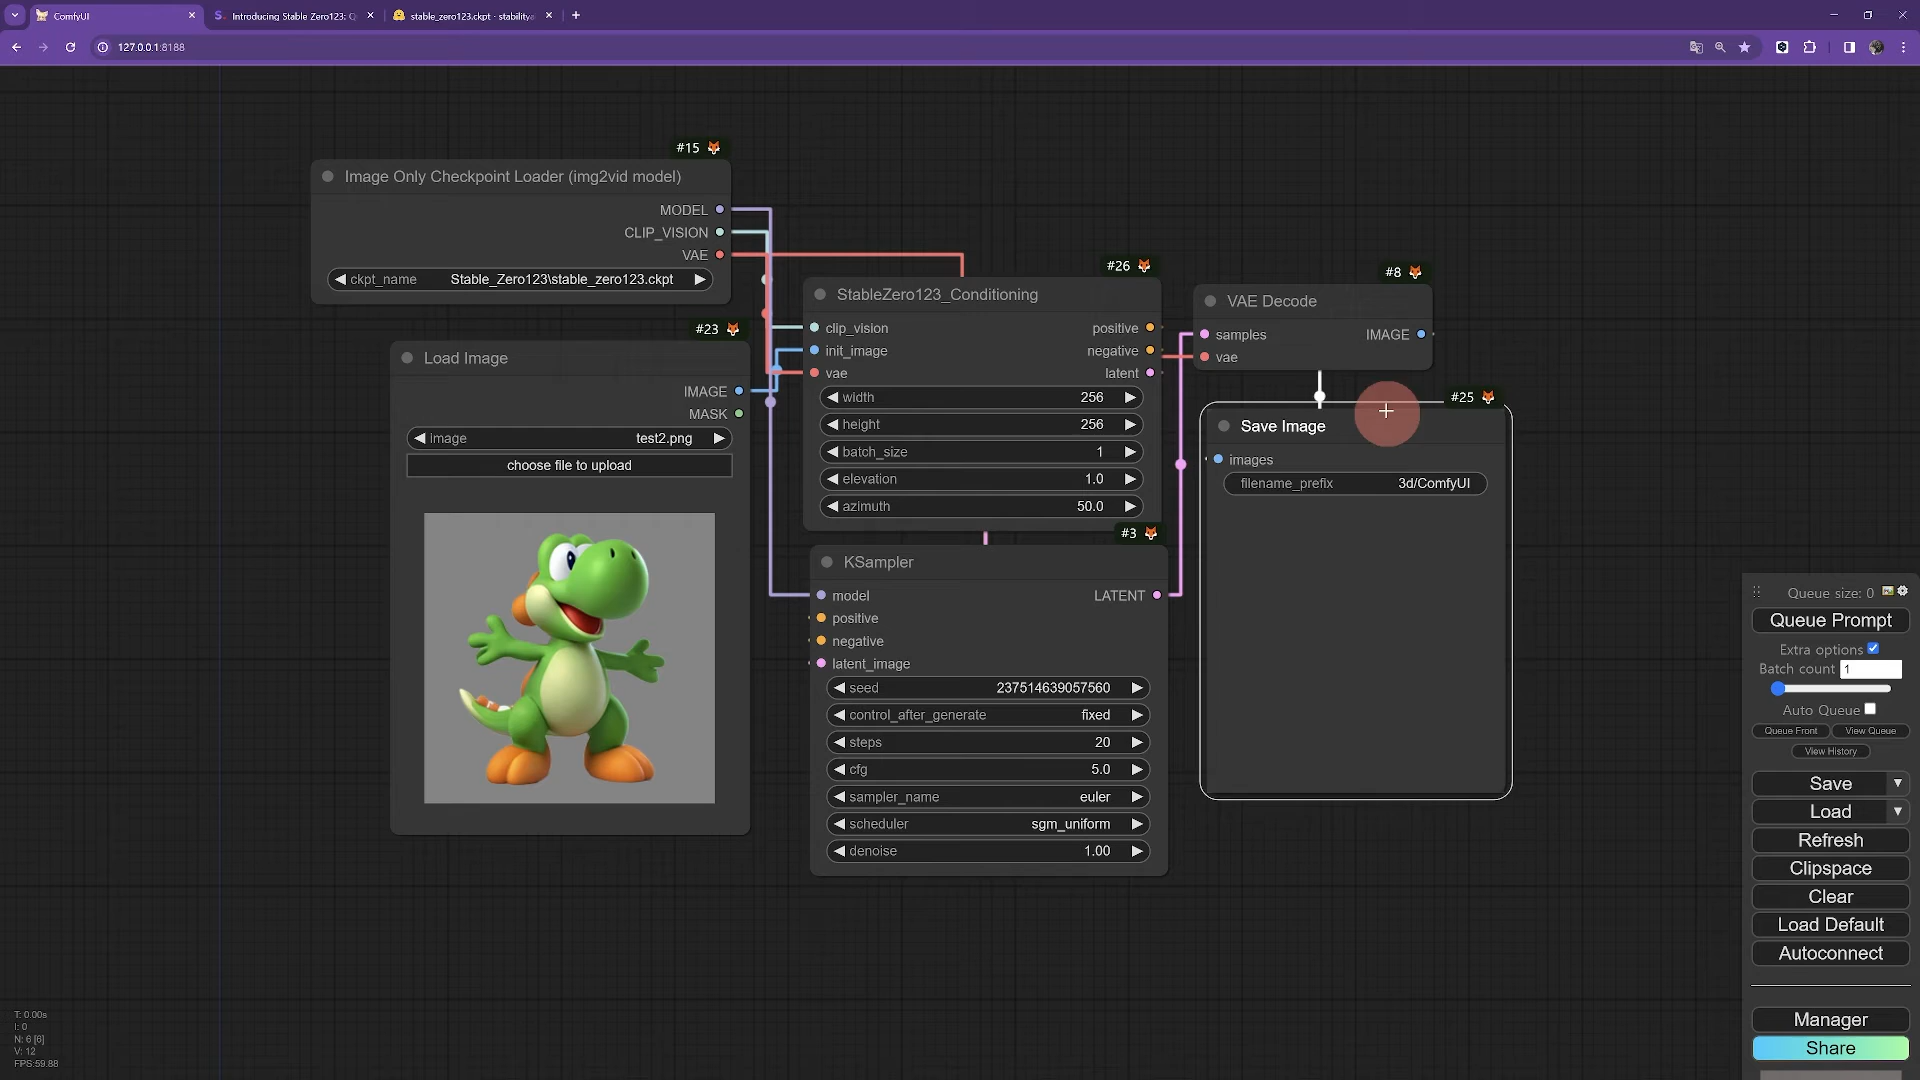 ComfyUI
Introducing Stable Zero123: Q
stable_zero123.ckpt · stabilitya
127.0.0.1:8188
#15
Image Only Checkpoint Loader (img2vid model)
MODEL
CLIP_VISION
VAE
ckpt_name Stable_Zero123\stable_zero123.ckpt
#23
Load Image
IMAGE
MASK
image test2.png
choose file to upload
#26
StableZero123_Conditioning
clip_vision positive
init_image negative
vae latent
width 256
height 256
batch_size 1
elevation 1.0
azimuth 50.0
#3
KSampler
model LATENT
positive
negative
latent_image
seed 237514639057560
control_after_generate fixed
steps 20
cfg 5.0
sampler_name euler
scheduler sgm_uniform
denoise 1.00
#8
VAE Decode
samples IMAGE
vae
#25
Save Image
images
filename_prefix 3d/ComfyUI
Queue size: 0
Queue Prompt
Extra options
Batch count 1
Auto Queue
Queue Front View Queue
View History
Save
Load
Refresh
Clipspace
Clear
Load Default
Autoconnect
Manager
Share
T: 0.00s
I: 0
N: 6 [6]
V: 12
FPS:59.88